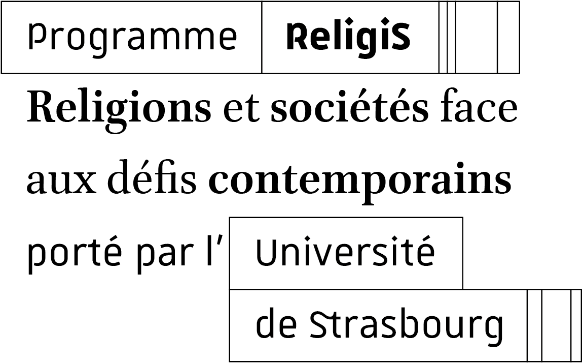 Programme ReligiS
Religions et sociétés face
aux défis contemporains
porté par l’Université
de Strasbourg